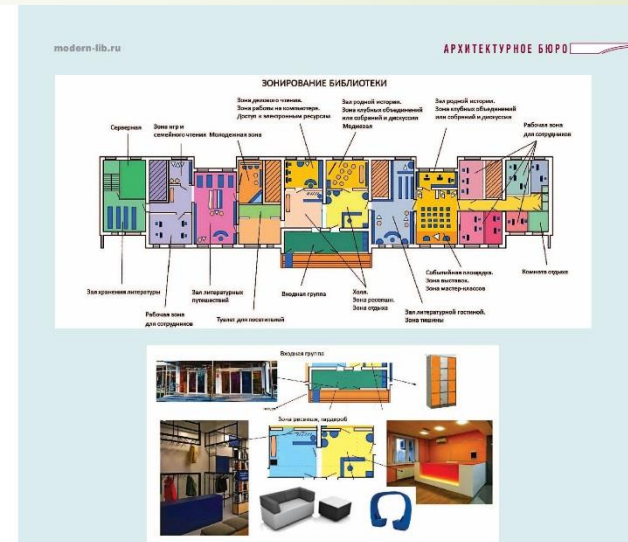 modern-lib.ru
АРХИТЕКТУРНОЕ БЮРО
ЗОНИРОВАНИЕ БИБЛИОТЕКИ
Серверная
Зона игр и
семейного чтения
Молодежная зона
Зона делового чтения.
Зона работы на компьютере.
Доступ к электронным ресурсам
Зал родной истории.
Зона клубных объединений
или собраний и дискуссия
Медиазал
Зал родной истории.
Зона клубных объединений
или собраний и дискуссия
Рабочая зона
для сотрудников
Зал хранения литературы
Рабочая зона
для сотрудников
Зал литературных
путешествий
Туалет для посетителей
Входная группа
Холл.
Зона ресепшн.
Зона отдыха
Зал литературной гостиной.
Зона тишины
Событийная площадка.
Зона выставок.
Зона мастер-классов
Комната отдыха
Входная группа
Зона ресепшн, гардероб